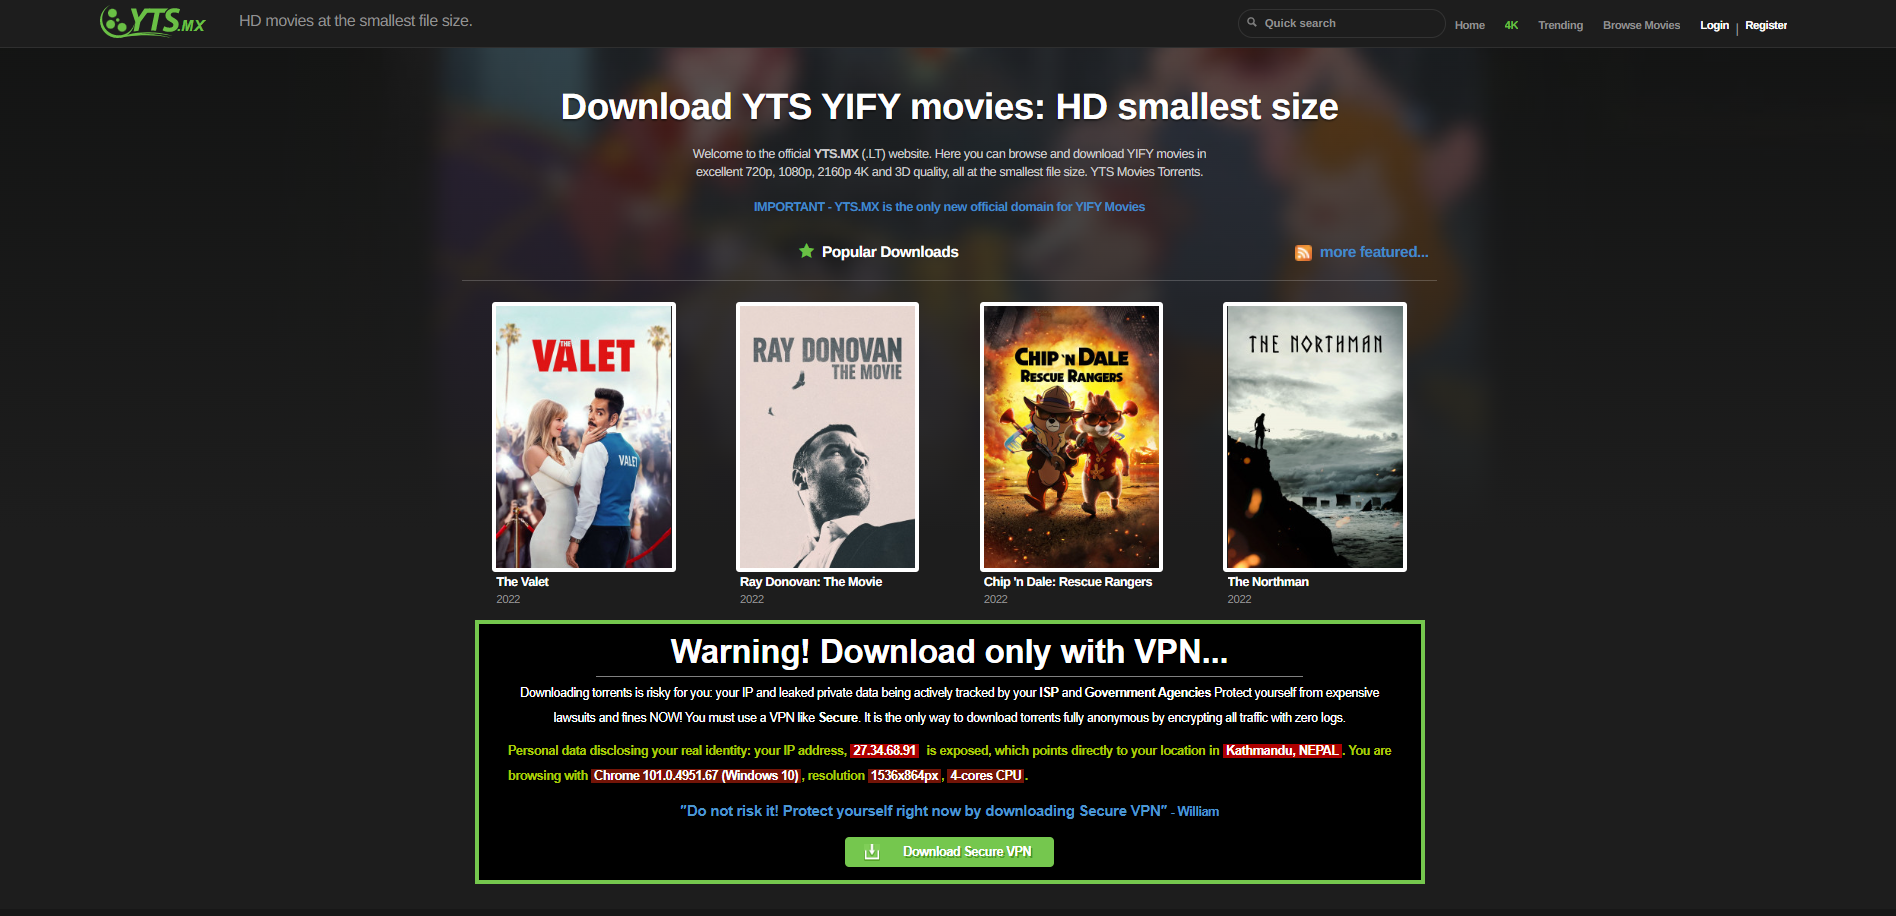 YTS.MX
HD movies at the smallest file size.
Quick search
Home
4K
Trending
Browse Movies
Login | Register
Download YTS YIFY movies: HD smallest size
Welcome to the official YTS.MX (.LT) website. Here you can browse and download YIFY movies in
excellent 720p, 1080p, 2160p 4K and 3D quality, all at the smallest file size. YTS Movies Torrents.
IMPORTANT - YTS.MX is the only new official domain for YIFY Movies
Popular Downloads
more featured...
THE
VALET
VALET
RAY DONOVAN
THE MOVIE
CHIP 'N DALE
RESCUE RANGERS
THE NORTHMAN
The Valet
2022
Ray Donovan: The Movie
2022
Chip 'n Dale: Rescue Rangers
2022
The Northman
2022
Warning! Download only with VPN...
Downloading torrents is risky for you: your IP and leaked private data being actively tracked by your ISP and Government Agencies Protect yourself from expensive
lawsuits and fines NOW! You must use a VPN like Secure. It is the only way to download torrents fully anonymous by encrypting all traffic with zero logs.
Personal data disclosing your real identity: your IP address, 27.34.68.91 is exposed, which points directly to your location in Kathmandu, NEPAL. You are
browsing with Chrome 101.0.4951.67 (Windows 10), resolution 1536x864px, 4-cores CPU.
"Do not risk it! Protect yourself right now by downloading Secure VPN" - William
Download Secure VPN